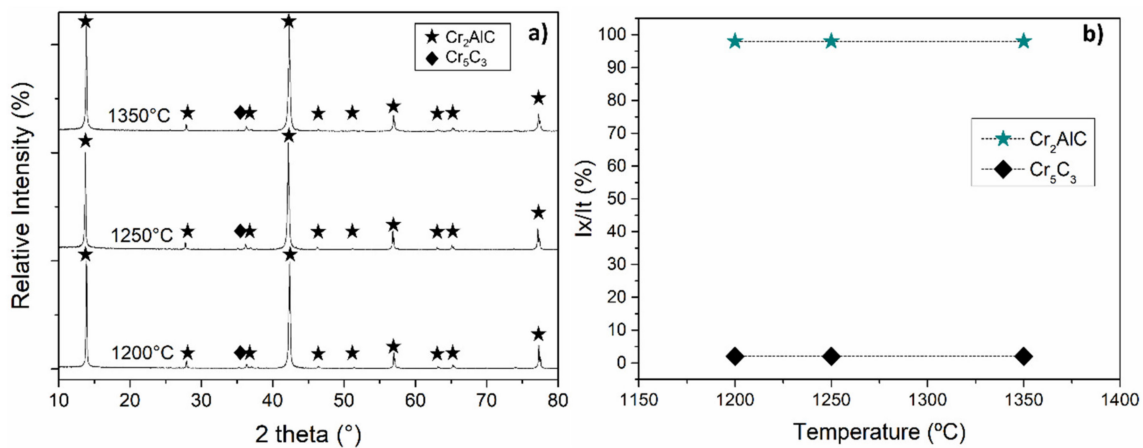 a)
★ Cr₂AlC
◆ Cr₅C₃
1350°C
1250°C
1200°C
Relative Intensity (%)
10 20 30 40 50 60 70 80
2 theta (°)
b)
100
90
80
70
60
50
40
30
20
10
0
Ix/It (%)
Cr₂AlC
Cr₅C₃
1150 1200 1250 1300 1350 1400
Temperature (ºC)